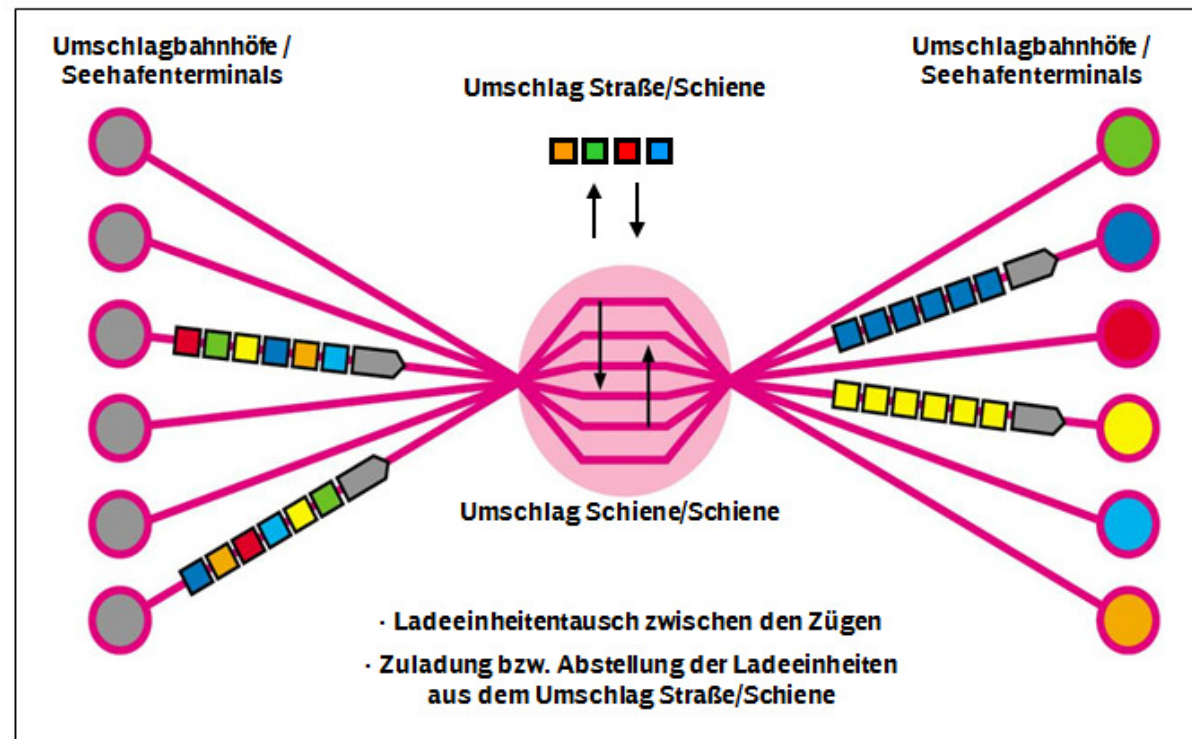 Umschlagbahnhöfe /
Seehafenterminals
Umschlag Straße/Schiene
Umschlagbahnhöfe /
Seehafenterminals
Umschlag Schiene/Schiene
· Ladeeinheitentausch zwischen den Zügen
· Zuladung bzw. Abstellung der Ladeeinheiten
aus dem Umschlag Straße/Schiene